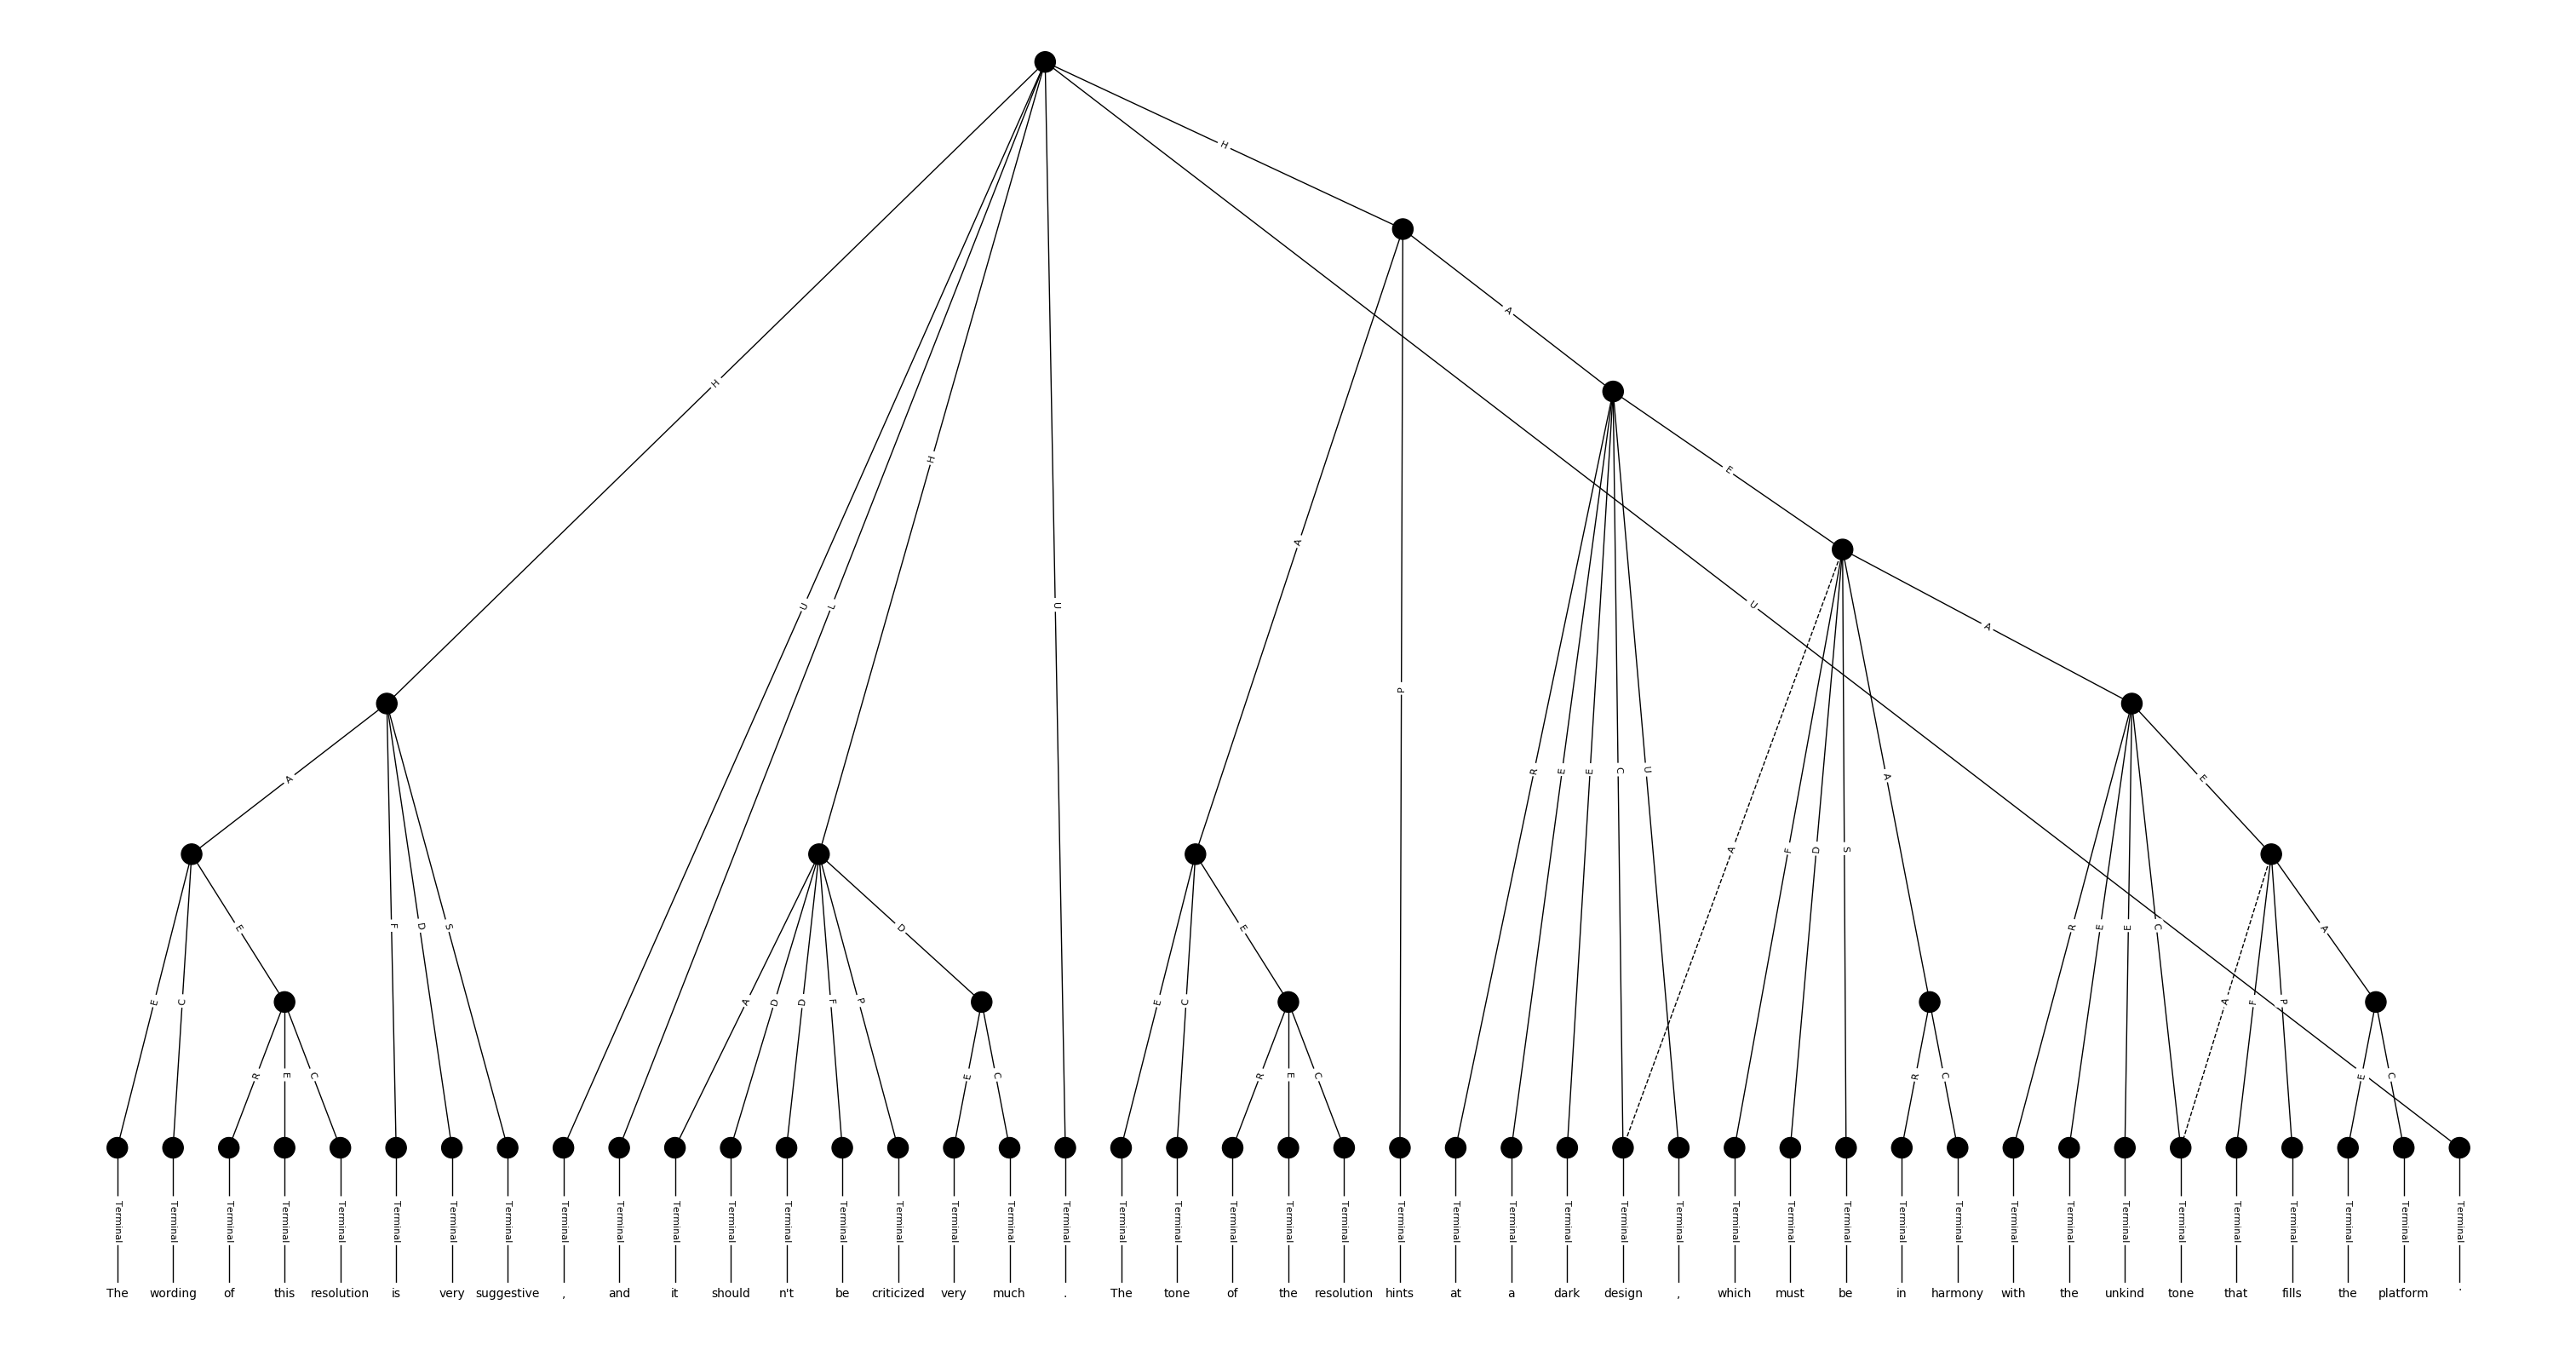 H
H
A
H
E
A
U
L
H
U
A
P
U
A
A
E
R
E
E
C
U
A
F
D
S
A
E
F
D
S
D
E
R
E
E
C
A
E
C
A
D
D
F
P
E
C
A
F
P
R
E
C
E
C
R
E
C
R
C
E
C
Terminal Terminal Terminal Terminal Terminal Terminal Terminal Terminal Terminal Terminal Terminal Terminal Terminal Terminal Terminal Terminal Terminal Terminal Terminal Terminal Terminal Terminal Terminal Terminal Terminal Terminal Terminal Terminal Terminal Terminal Terminal Terminal Terminal Terminal Terminal Terminal Terminal Terminal Terminal Terminal Terminal Terminal Terminal
The wording of this resolution is very suggestive , and it should n't be criticized very much . The tone of the resolution hints at a dark design , which must be in harmony with the unkind tone that fills the platform .